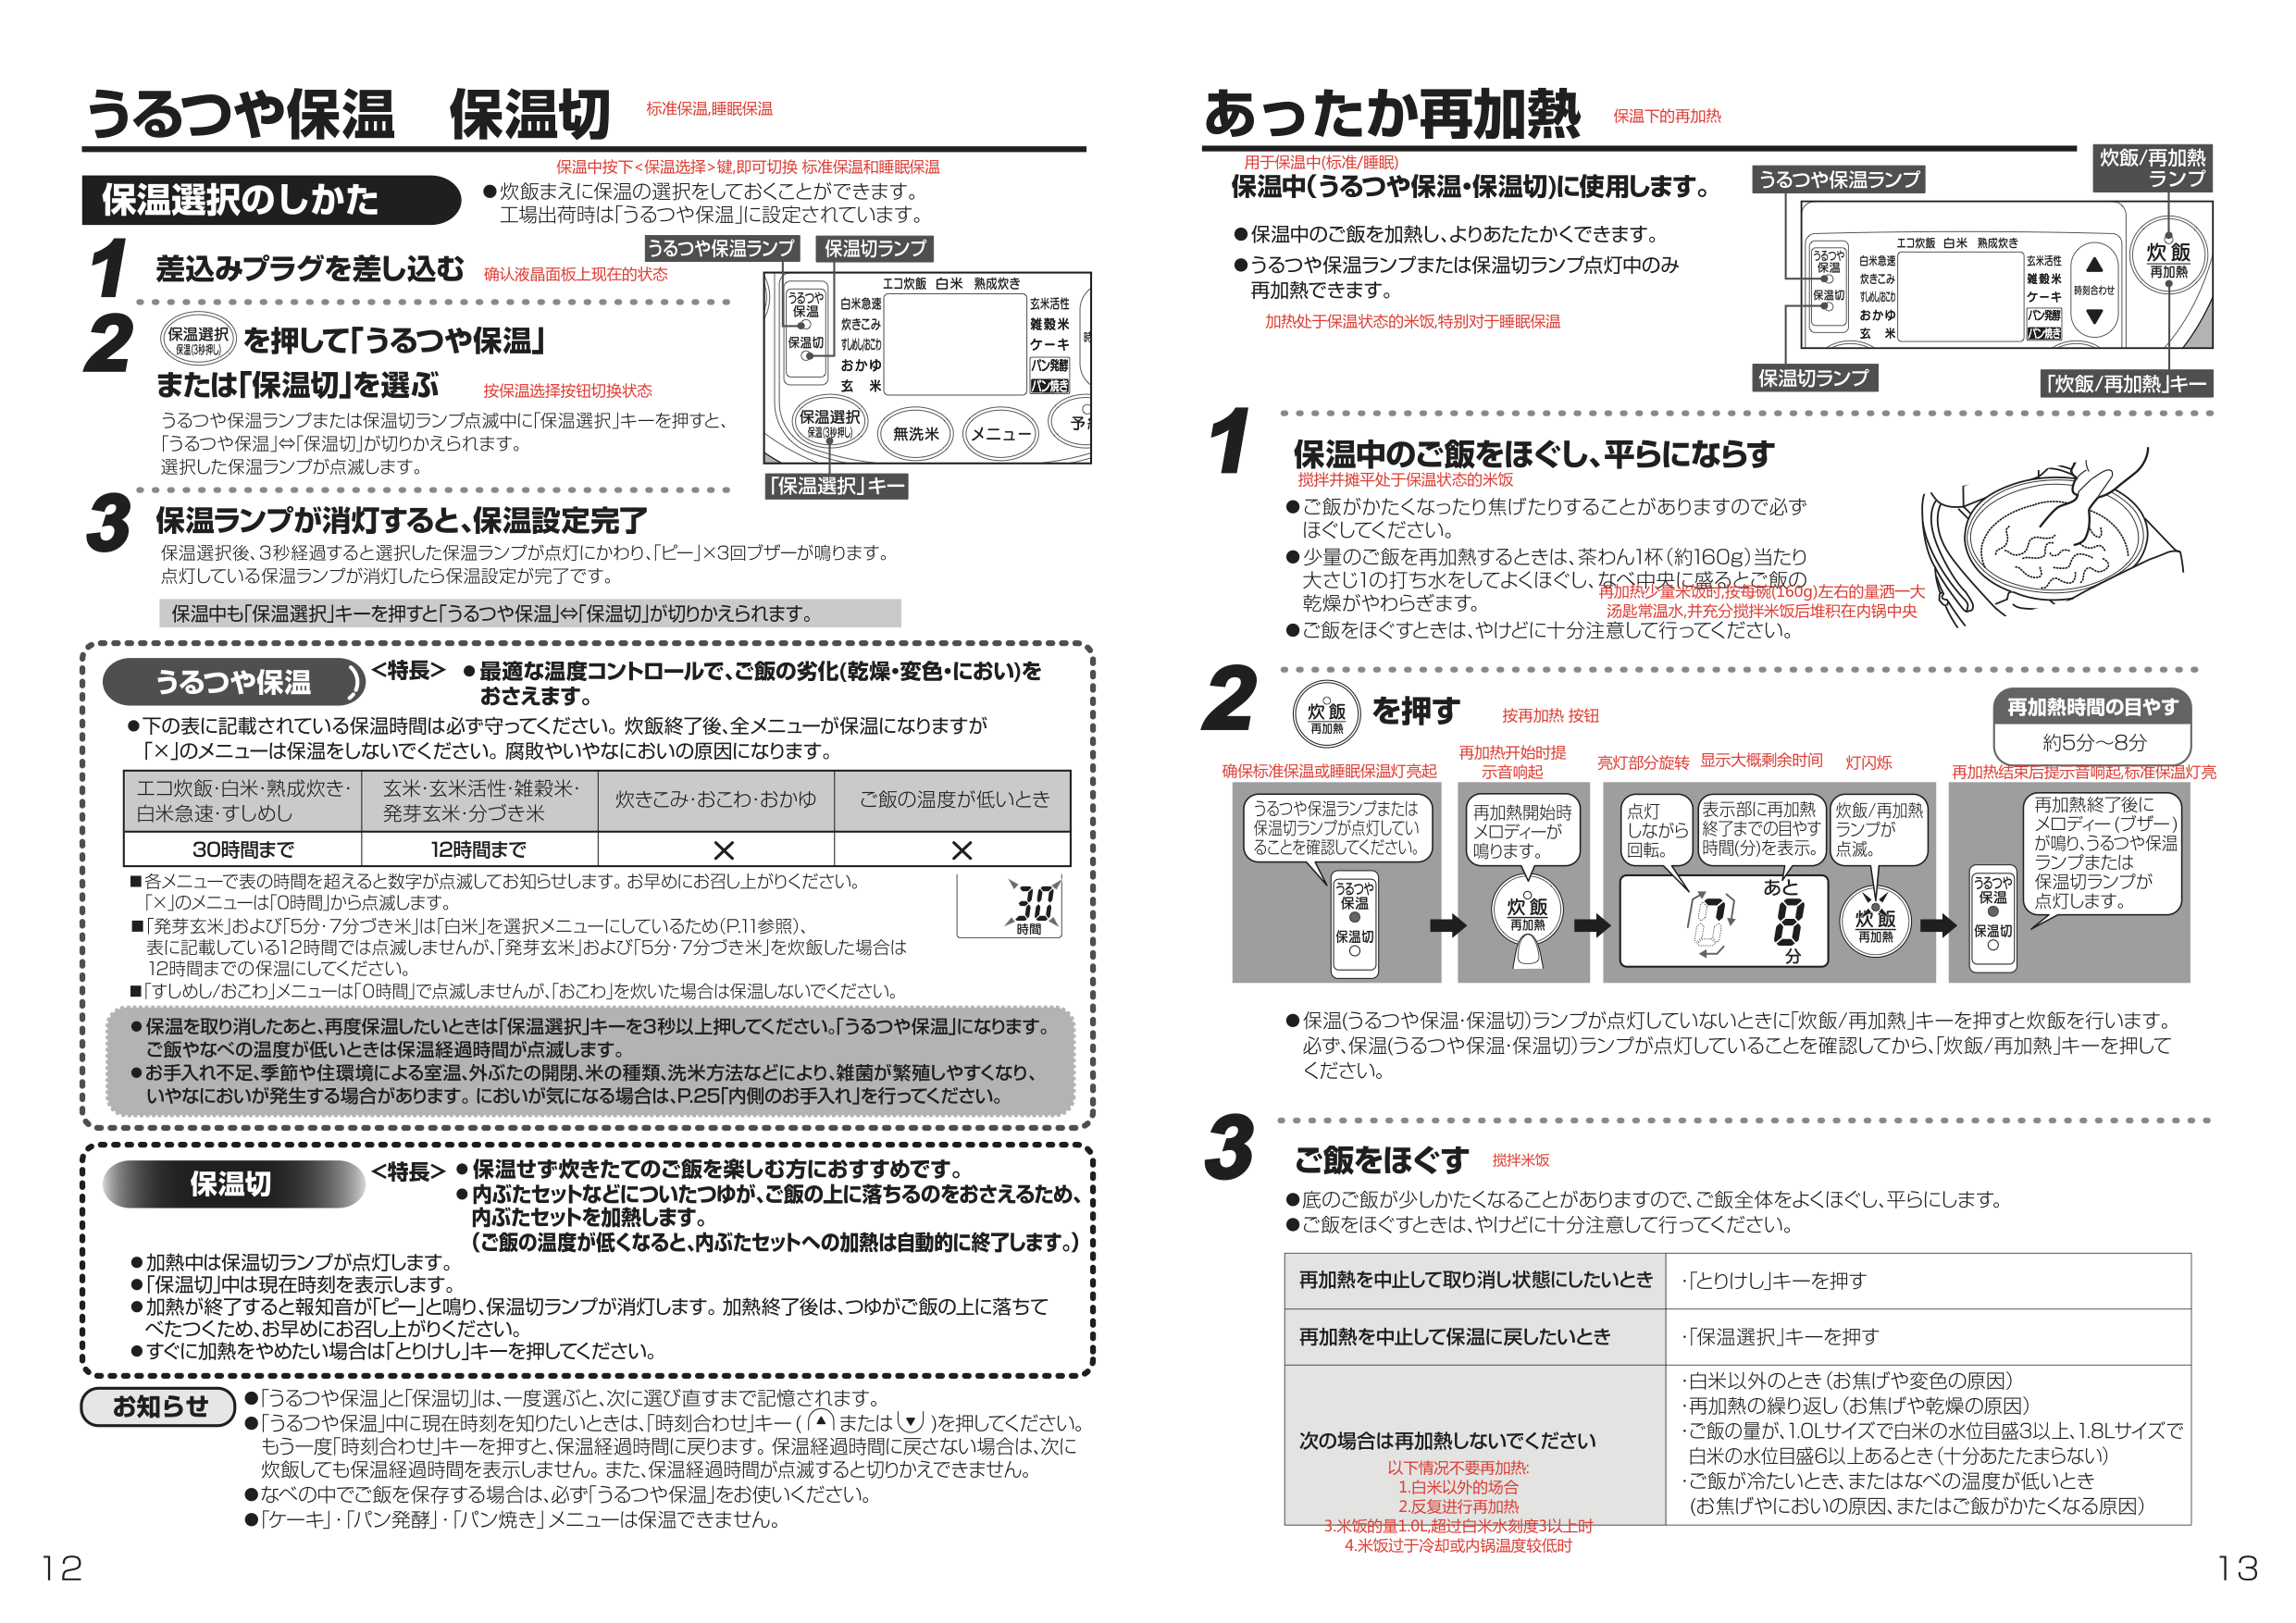 うるつや保温　保温切
标准保温,睡眠保温
保温中按下<保温选择>键,即可切换 标准保温和睡眠保温
保温選択のしかた
●炊飯まえに保温の選択をしておくことができます。
工場出荷時は「うるつや保温」に設定されています。
1 差込みプラグを差し込む
确认液晶面板上现在的状态
うるつや保温ランプ
保温切ランプ
エコ炊飯 白米 熟成炊き
うるつや保温
保温切
白米急速
炊きこみ
すしめし/おこわ
おかゆ
玄 米
玄米活性
雑穀米
ケーキ
パン発酵
パン焼き
保温選択
保温(3秒押し)
無洗米
メニュー
「保温選択」キー
2 保温選択 保温(3秒押し) を押して「うるつや保温」
または「保温切」を選ぶ
按保温选择按钮切换状态
うるつや保温ランプまたは保温切ランプ点滅中に「保温選択」キーを押すと、
「うるつや保温」⇔「保温切」が切りかえられます。
選択した保温ランプが点滅します。
3 保温ランプが消灯すると、保温設定完了
保温選択後、3秒経過すると選択した保温ランプが点灯にかわり、「ピー」×3回ブザーが鳴ります。
点灯している保温ランプが消灯したら保温設定が完了です。
保温中も「保温選択」キーを押すと「うるつや保温」⇔「保温切」が切りかえられます。
うるつや保温
＜特長＞ ●最適な温度コントロールで、ご飯の劣化(乾燥・変色・におい)を
おさえます。
●下の表に記載されている保温時間は必ず守ってください。炊飯終了後、全メニューが保温になりますが
「×」のメニューは保温をしないでください。腐敗やいやなにおいの原因になります。
エコ炊飯・白米・熟成炊き・
白米急速・すしめし
玄米・玄米活性・雑穀米・
発芽玄米・分づき米
炊きこみ・おこわ・おかゆ
ご飯の温度が低いとき
30時間まで
12時間まで
×
×
■各メニューで表の時間を超えると数字が点滅してお知らせします。お早めにお召し上がりください。
「×」のメニューは「0時間」から点滅します。
30
時間
■「発芽玄米」および「5分・7分づき米」は「白米」を選択メニューにしているため(P.11参照)、
表に記載している12時間では点滅しませんが、「発芽玄米」および「5分・7分づき米」を炊飯した場合は
12時間までの保温にしてください。
■「すしめし/おこわ」メニューは「0時間」で点滅しませんが、「おこわ」を炊いた場合は保温しないでください。
●保温を取り消したあと、再度保温したいときは「保温選択」キーを3秒以上押してください。「うるつや保温」になります。
ご飯やなべの温度が低いときは保温経過時間が点滅します。
●お手入れ不足、季節や住環境による室温、外ぶたの開閉、米の種類、洗米方法などにより、雑菌が繁殖しやすくなり、
いやなにおいが発生する場合があります。においが気になる場合は、P.25「内側のお手入れ」を行ってください。
保温切
＜特長＞ ●保温せず炊きたてのご飯を楽しむ方におすすめです。
●内ぶたセットなどについたつゆが、ご飯の上に落ちるのをおさえるため、
内ぶたセットを加熱します。
(ご飯の温度が低くなると、内ぶたセットへの加熱は自動的に終了します。)
●加熱中は保温切ランプが点灯します。
●「保温切」中は現在時刻を表示します。
●加熱が終了すると報知音が「ピー」と鳴り、保温切ランプが消灯します。加熱終了後は、つゆがご飯の上に落ちて
べたつくため、お早めにお召し上がりください。
●すぐに加熱をやめたい場合は「とりけし」キーを押してください。
お知らせ
●「うるつや保温」と「保温切」は、一度選ぶと、次に選び直すまで記憶されます。
●「うるつや保温」中に現在時刻を知りたいときは、「時刻合わせ」キー(▲または▼)を押してください。
もう一度「時刻合わせ」キーを押すと、保温経過時間に戻ります。保温経過時間に戻さない場合は、次に
炊飯しても保温経過時間を表示しません。また、保温経過時間が点滅すると切りかえできません。
●なべの中でご飯を保存する場合は、必ず「うるつや保温」をお使いください。
●「ケーキ」・「パン発酵」・「パン焼き」メニューは保温できません。
12
あったか再加熱
保温下的再加热
用于保温中(标准/睡眠)
保温中(うるつや保温・保温切)に使用します。
●保温中のご飯を加熱し、よりあたたかくできます。
●うるつや保温ランプまたは保温切ランプ点灯中のみ
再加熱できます。
加热处于保温状态的米饭,特别对于睡眠保温
うるつや保温ランプ
炊飯/再加熱
ランプ
エコ炊飯 白米 熟成炊き
うるつや保温
保温切
白米急速
炊きこみ
すしめし/おこわ
おかゆ
玄 米
玄米活性
雑穀米
ケーキ
パン発酵
パン焼き
▲
時刻合わせ
▼
炊飯
再加熱
保温切ランプ
「炊飯/再加熱」キー
1 保温中のご飯をほぐし、平らにならす
搅拌并摊平处于保温状态的米饭
●ご飯がかたくなったり焦げたりすることがありますので必ず
ほぐしてください。
●少量のご飯を再加熱するときは、茶わん1杯(約160g)当たり
大さじ1の打ち水をしてよくほぐし、なべ中央に盛るとご飯の
乾燥がやわらぎます。
再加热少量米饭时,按每碗(160g)左右的量洒一大
汤匙常温水,并充分搅拌米饭后堆积在内锅中央
●ご飯をほぐすときは、やけどに十分注意して行ってください。
2 炊飯 再加熱 を押す
按再加热 按钮
再加熱時間の目やす
約5分～8分
确保标准保温或睡眠保温灯亮起
再加热开始时提
示音响起
亮灯部分旋转
显示大概剩余时间
灯闪烁
再加热结束后提示音响起,标准保温灯亮
うるつや保温ランプまたは
保温切ランプが点灯してい
ることを確認してください。
うるつや保温
保温切
再加熱開始時
メロディーが
鳴ります。
炊飯
再加熱
点灯
しながら
回転。
表示部に再加熱
終了までの目やす
時間(分)を表示。
炊飯/再加熱
ランプが
点滅。
あと
8
分
炊飯
再加熱
再加熱終了後に
メロディー(ブザー)
が鳴り、うるつや保温
ランプまたは
保温切ランプが
点灯します。
うるつや保温
保温切
●保温(うるつや保温・保温切)ランプが点灯していないときに「炊飯/再加熱」キーを押すと炊飯を行います。
必ず、保温(うるつや保温・保温切)ランプが点灯していることを確認してから、「炊飯/再加熱」キーを押して
ください。
3 ご飯をほぐす
搅拌米饭
●底のご飯が少しかたくなることがありますので、ご飯全体をよくほぐし、平らにします。
●ご飯をほぐすときは、やけどに十分注意して行ってください。
再加熱を中止して取り消し状態にしたいとき
・「とりけし」キーを押す
再加熱を中止して保温に戻したいとき
・「保温選択」キーを押す
次の場合は再加熱しないでください
以下情况不要再加热:
1.白米以外的场合
2.反复进行再加热
3.米饭的量1.0L,超过白米水刻度3以上时
4.米饭过于冷却或内锅温度较低时
・白米以外のとき(お焦げや変色の原因)
・再加熱の繰り返し(お焦げや乾燥の原因)
・ご飯の量が、1.0Lサイズで白米の水位目盛3以上、1.8Lサイズで
白米の水位目盛6以上あるとき(十分あたたまらない)
・ご飯が冷たいとき、またはなべの温度が低いとき
(お焦げやにおいの原因、またはご飯がかたくなる原因)
13